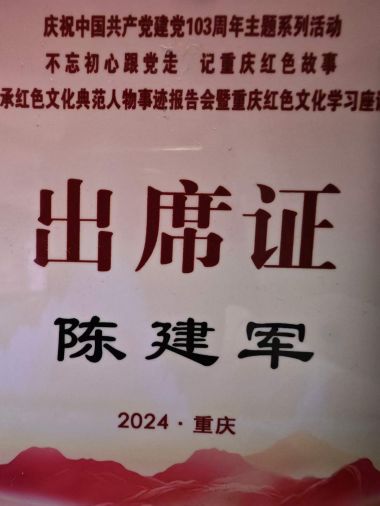 庆祝中国共产党建党103周年主题系列活动
不忘初心跟党走 记重庆红色故事
承红色文化典范人物事迹报告会暨重庆红色文化学习座
出席证
陈建军
2024·重庆